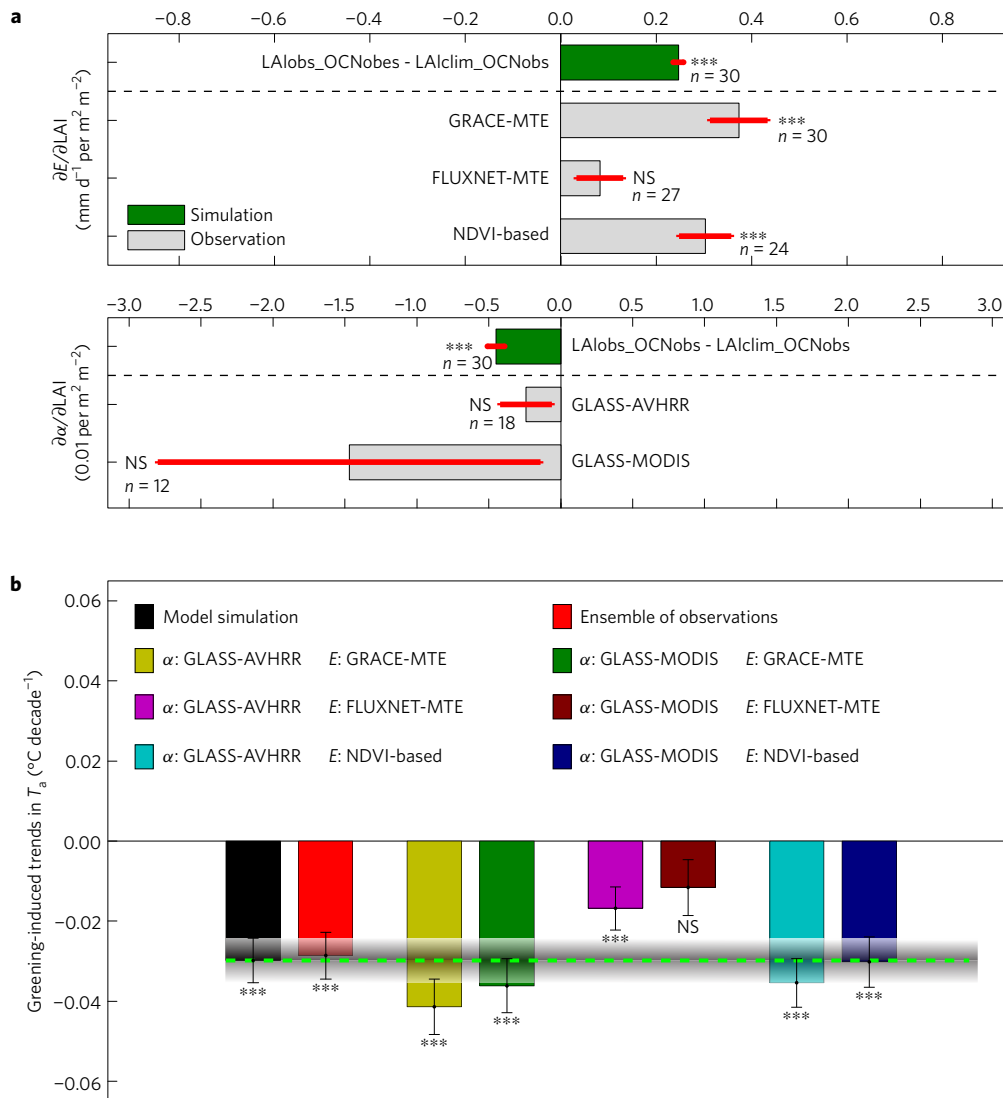 a
−0.8 −0.6 −0.4 −0.2 0.0 0.2 0.4 0.6 0.8
LAIobs_OCNobes - LAIclim_OCNobs
***
n = 30
GRACE-MTE
***
n = 30
FLUXNET-MTE
NS
n = 27
NDVI-based
***
n = 24
∂E/∂LAI
(mm d⁻¹ per m² m⁻²)
Simulation
Observation
−3.0 −2.5 −2.0 −1.5 −1.0 −0.5 0.0 0.5 1.0 1.5 2.0 2.5 3.0
***
n = 30
LAIobs_OCNobs - LAIclim_OCNobs
NS
n = 18
GLASS-AVHRR
NS
n = 12
GLASS-MODIS
∂α/∂LAI
(0.01 per m² m⁻²)
b
Greening-induced trends in Tₐ (°C decade⁻¹)
0.06
0.04
0.02
0.00
−0.02
−0.04
−0.06
Model simulation
Ensemble of observations
α: GLASS-AVHRR E: GRACE-MTE
α: GLASS-MODIS E: GRACE-MTE
α: GLASS-AVHRR E: FLUXNET-MTE
α: GLASS-MODIS E: FLUXNET-MTE
α: GLASS-AVHRR E: NDVI-based
α: GLASS-MODIS E: NDVI-based
***
***
***
***
***
NS
***
***